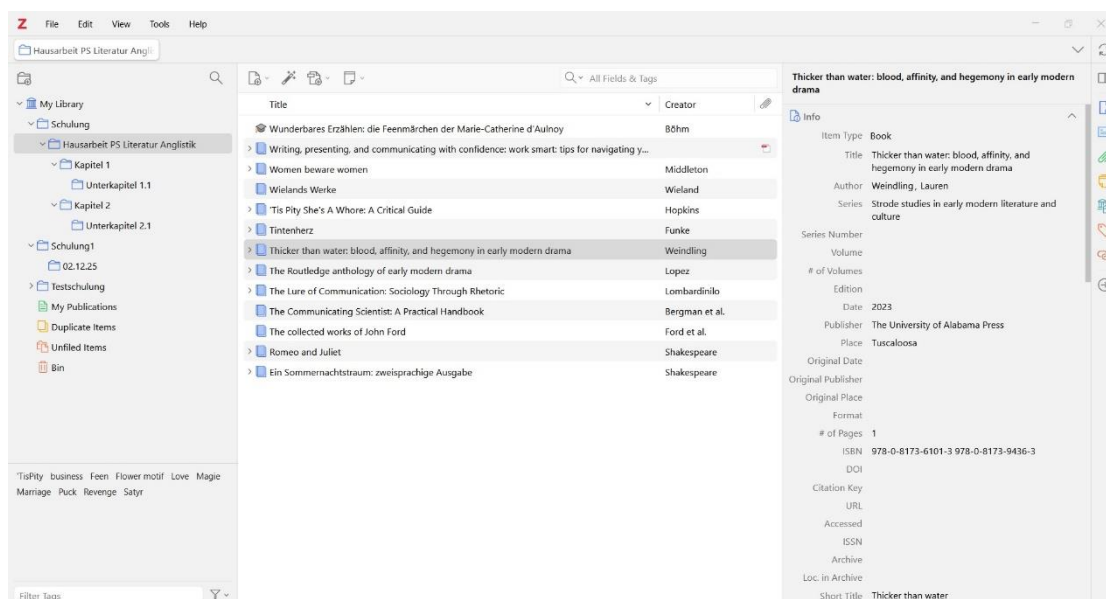 Z File Edit View Tools Help
Hausarbeit PS Literatur Angli
All Fields & Tags
My Library
Schulung
Hausarbeit PS Literatur Anglistik
Kapitel 1
Unterkapitel 1.1
Kapitel 2
Unterkapitel 2.1
Schulung1
02.12.25
Testschulung
My Publications
Duplicate Items
Unfiled Items
Bin
'TisPity business Feen Flower motif Love Magie
Marriage Puck Revenge Satyr
Filter Tags
Title Creator
Wunderbares Erzählen: die Feenmärchen der Marie-Catherine d'Aulnoy Böhm
Writing, presenting, and communicating with confidence: work smart: tips for navigating y...
Women beware women Middleton
Wielands Werke Wieland
'Tis Pity She's A Whore: A Critical Guide Hopkins
Tintenherz Funke
Thicker than water: blood, affinity, and hegemony in early modern drama Weindling
The Routledge anthology of early modern drama Lopez
The Lure of Communication: Sociology Through Rhetoric Lombardinilo
The Communicating Scientist: A Practical Handbook Bergman et al.
The collected works of John Ford Ford et al.
Romeo and Juliet Shakespeare
Ein Sommernachtstraum: zweisprachige Ausgabe Shakespeare
Thicker than water: blood, affinity, and hegemony in early modern
drama
Info
Item Type Book
Title Thicker than water: blood, affinity, and
hegemony in early modern drama
Author Weindling, Lauren
Series Strode studies in early modern literature and
culture
Series Number
Volume
# of Volumes
Edition
Date 2023
Publisher The University of Alabama Press
Place Tuscaloosa
Original Date
Original Publisher
Original Place
Format
# of Pages 1
ISBN 978-0-8173-6101-3 978-0-8173-9436-3
DOI
Citation Key
URL
Accessed
ISSN
Archive
Loc. in Archive
Short Title Thicker than water